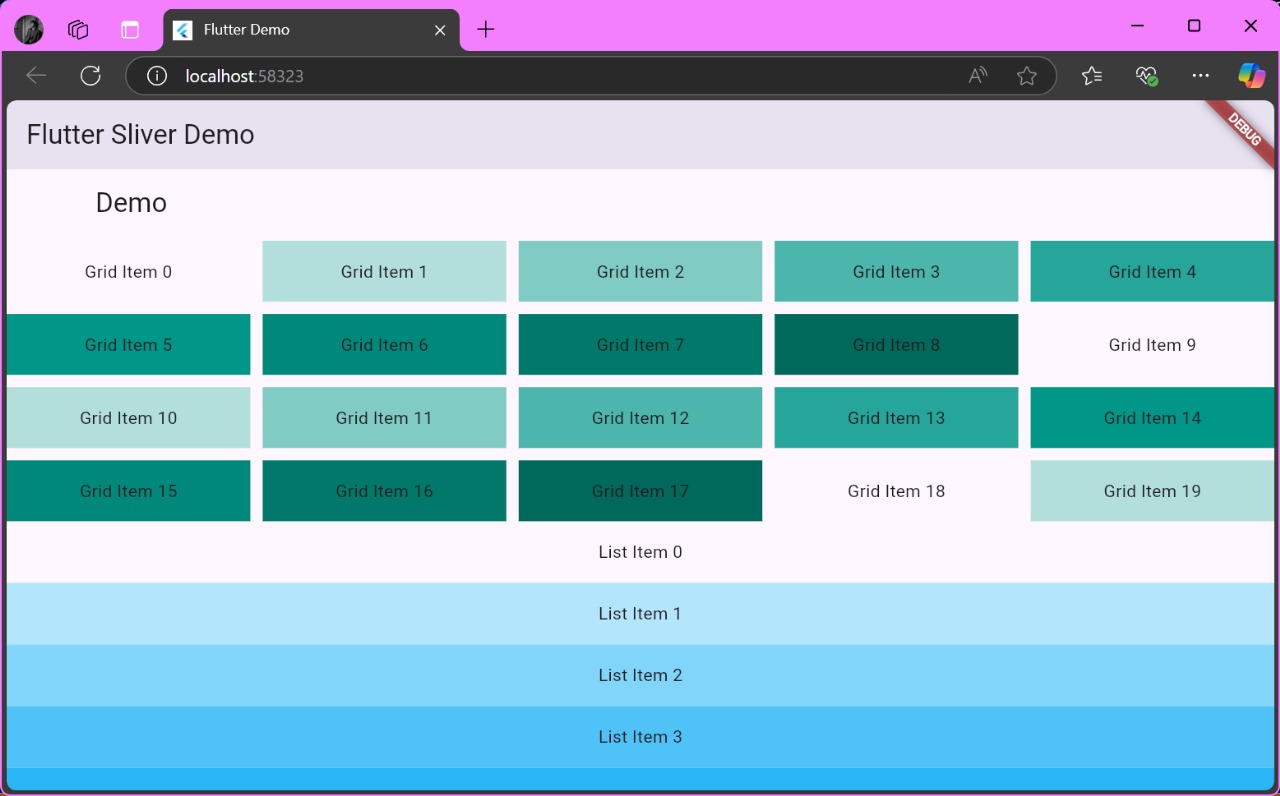 Flutter Demo
localhost:58323
Flutter Sliver Demo
DEBUG
Demo
Grid Item 0
Grid Item 1
Grid Item 2
Grid Item 3
Grid Item 4
Grid Item 5
Grid Item 6
Grid Item 7
Grid Item 8
Grid Item 9
Grid Item 10
Grid Item 11
Grid Item 12
Grid Item 13
Grid Item 14
Grid Item 15
Grid Item 16
Grid Item 17
Grid Item 18
Grid Item 19
List Item 0
List Item 1
List Item 2
List Item 3